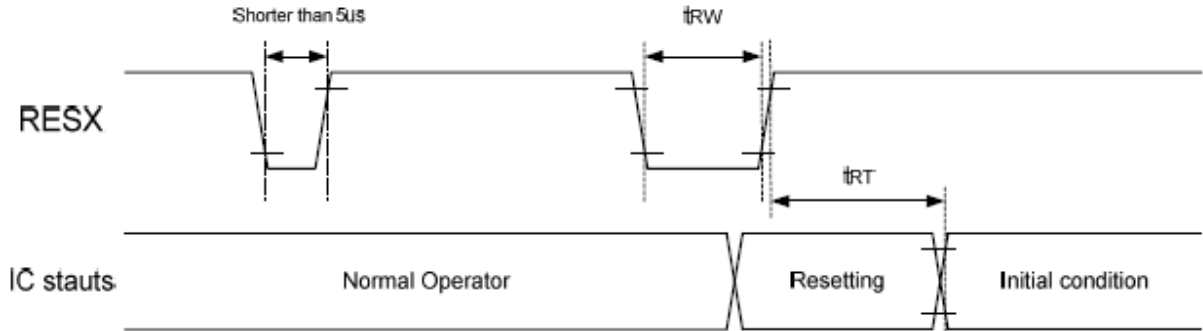 Shorter than 5us
tRW
RESX
tRT
IC stauts
Normal Operator
Resetting
Initial condition